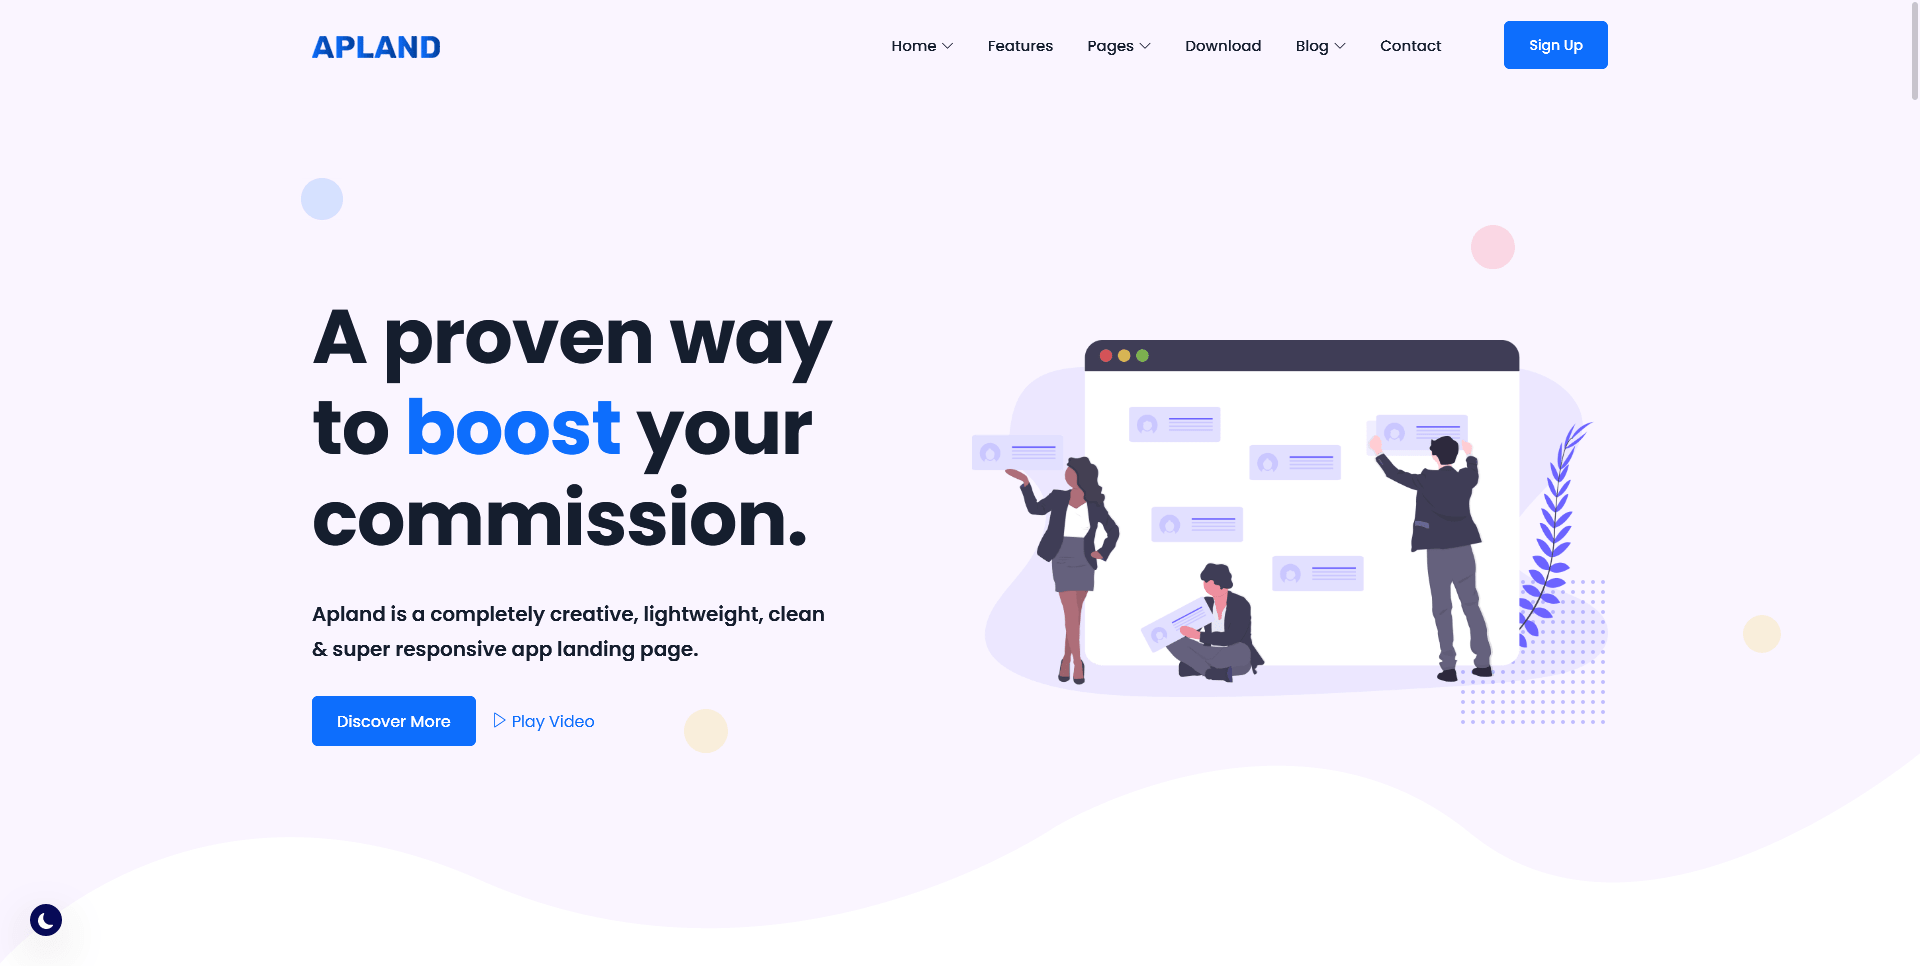 APLAND
Home
Features
Pages
Download
Blog
Contact
Sign Up
A proven way
to boost your
commission.
Apland is a completely creative, lightweight, clean
& super responsive app landing page.
Discover More
Play Video